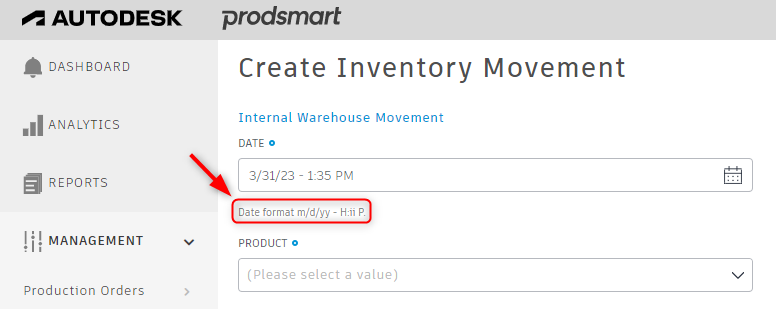 AUTODESK prodsmart
DASHBOARD
ANALYTICS
REPORTS
MANAGEMENT
Production Orders
Create Inventory Movement
Internal Warehouse Movement
DATE
3/31/23 - 1:35 PM
Date format m/d/yy - H:ii P.
PRODUCT
(Please select a value)